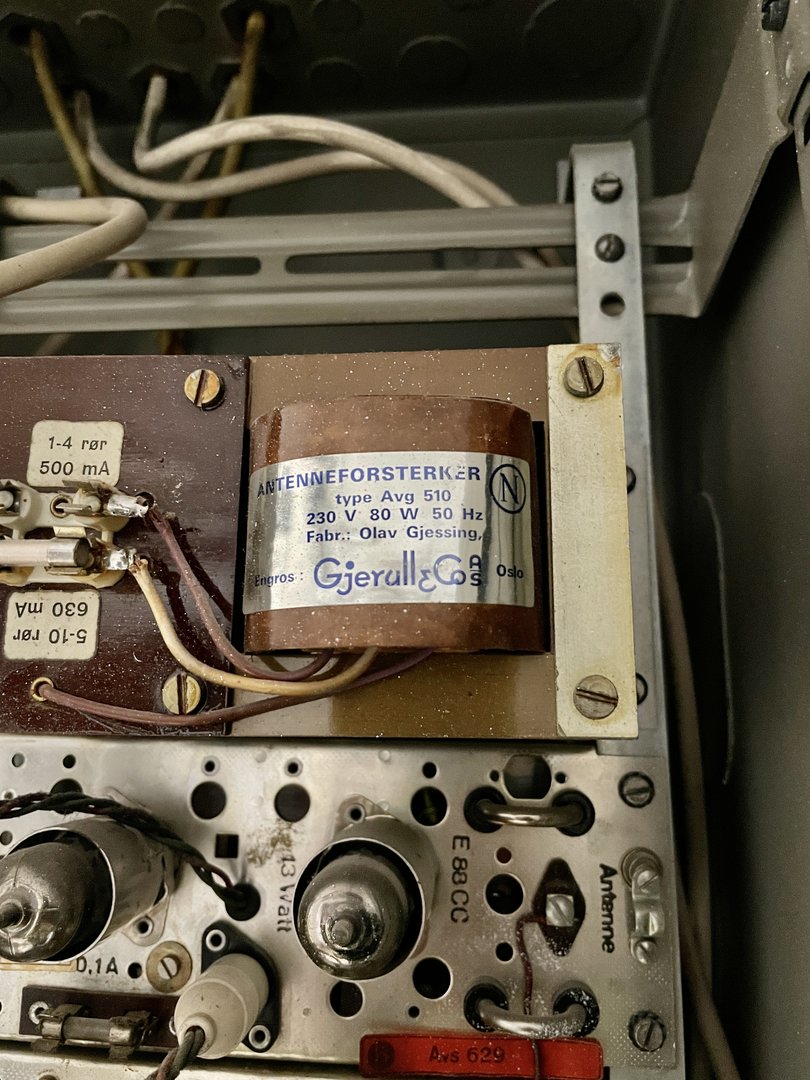 1-4 rør
500 mA
ANTENNEFORSTERKER
N
type Avg 510
230 V 80 W 50 Hz
Fabr.: Olav Gjessing,
Engros: Gjerull & Co A/S Oslo
5-10 rør
630 mA
13 Watt
E 88 CC
Antenne
0,1A
Avs 629